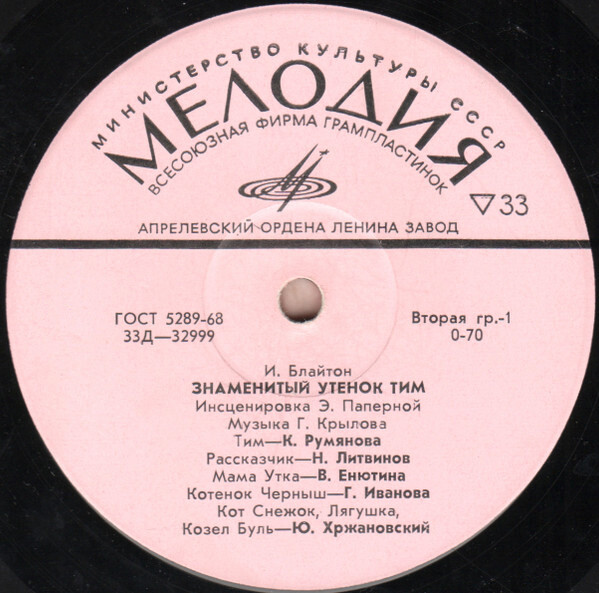 МИНИСТЕРСТВО КУЛЬТУРЫ СССР
МЕЛОДИЯ
ВСЕСОЮЗНАЯ ФИРМА ГРАМПЛАСТИНОК
▽33
АПРЕЛЕВСКИЙ ОРДЕНА ЛЕНИНА ЗАВОД
ГОСТ 5289-68
33Д—32999
Вторая гр.-1
0-70
И. Блайтон
ЗНАМЕНИТЫЙ УТЕНОК ТИМ
Инсценировка Э. Паперной
Музыка Г. Крылова
Тим—К. Румянова
Рассказчик—Н. Литвинов
Мама Утка—В. Енютина
Котенок Черныш—Г. Иванова
Кот Снежок, Лягушка,
Козел Буль—Ю. Хржановский